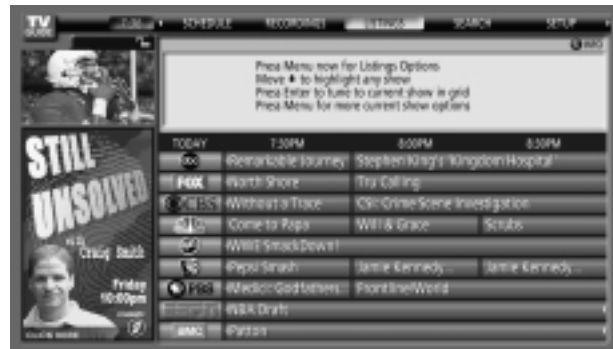 TV GUIDE
SCHEDULE RECORDINGS LISTINGS SEARCH SETUP
INFO
Press Menu now for Listings Options
Move to highlight any show
Press Enter to tune to current show in grid
Press Menu for more current show options
TODAY 7:30PM 8:00PM 8:30PM
abc Remarkable Journey Stephen King's 'Kingdom Hospital'
FOX North Shore Tru Calling
CBS Without a Trace CSI: Crime Scene Investigation
Come to Papa Will & Grace Scrubs
WWE SmackDown!
Pepsi Smash Jamie Kennedy... Jamie Kennedy...
PBS Medici: Godfathers Frontline/World
NBA Draft
AMC Patton
STILL
UNSOLVED
with
Craig Smith
Friday
10:00pm
CLICK HERE